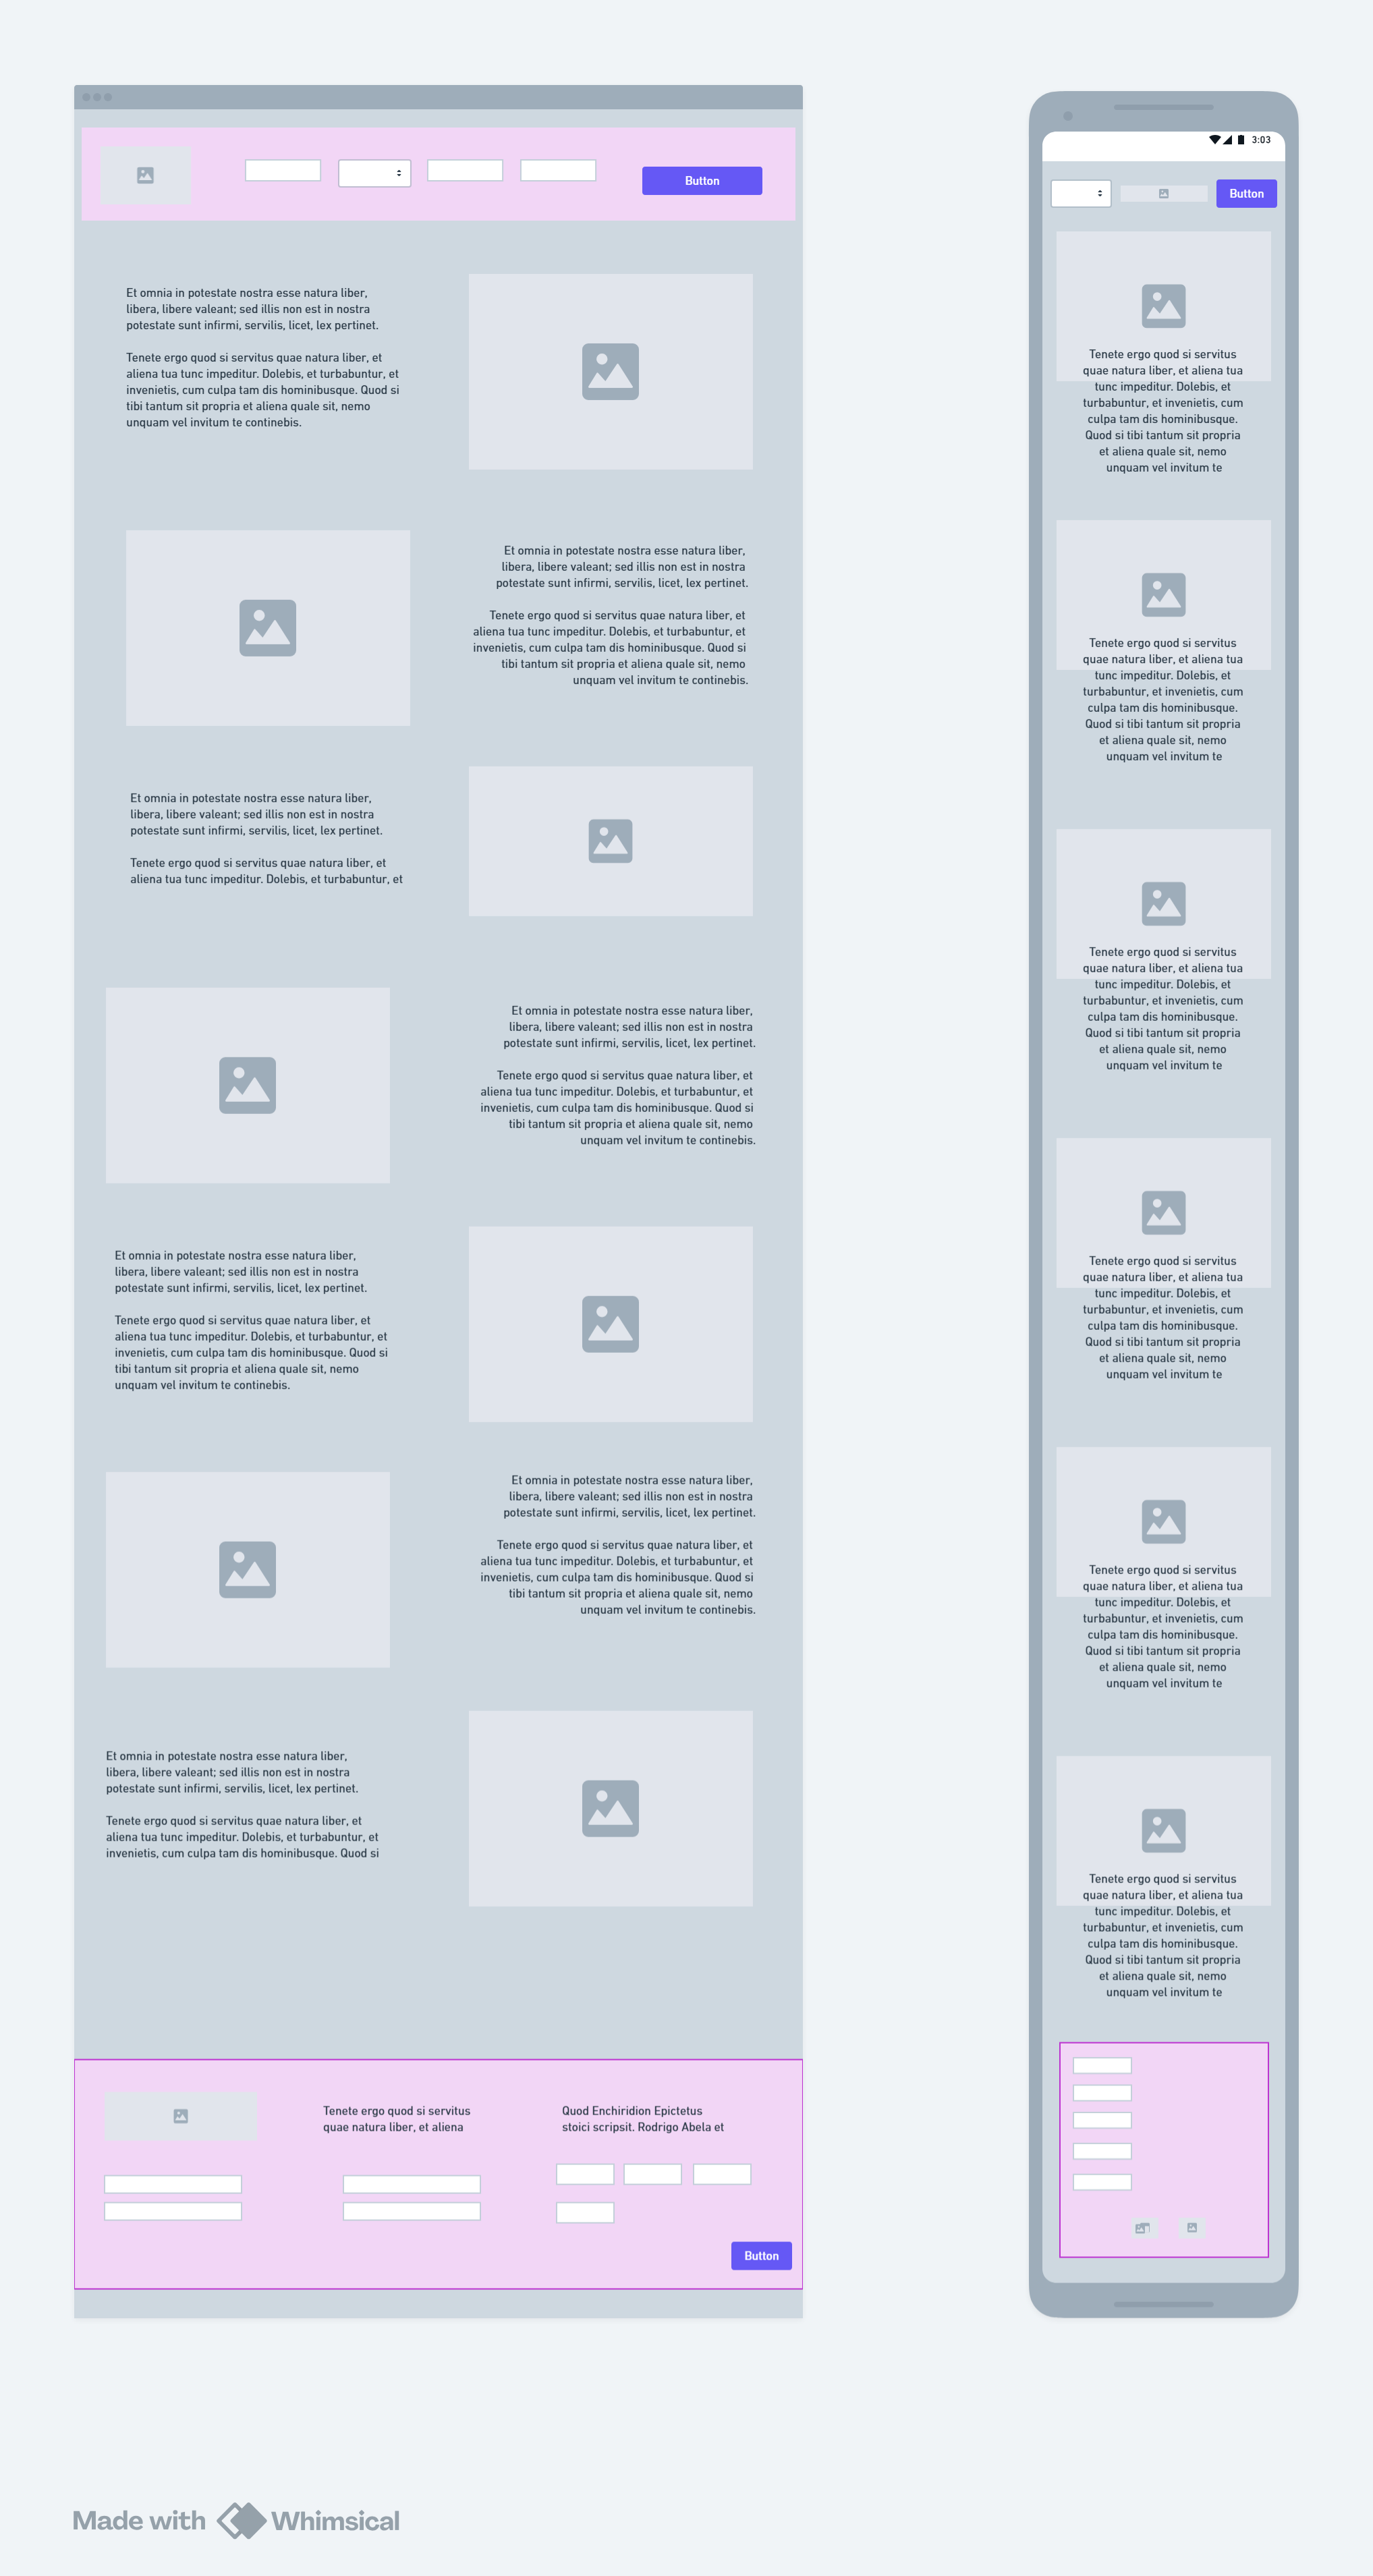 Button
Et omnia in potestate nostra esse natura liber,
libera, libere valeant; sed illis non est in nostra
potestate sunt infirmi, servilis, licet, lex pertinet.
Tenete ergo quod si servitus quae natura liber, et
aliena tua tunc impeditur. Dolebis, et turbabuntur, et
invenietis, cum culpa tam dis hominibusque. Quod si
tibi tantum sit propria et aliena quale sit, nemo
unquam vel invitum te continebis.
Et omnia in potestate nostra esse natura liber,
libera, libere valeant; sed illis non est in nostra
potestate sunt infirmi, servilis, licet, lex pertinet.
Tenete ergo quod si servitus quae natura liber, et
aliena tua tunc impeditur. Dolebis, et turbabuntur, et
invenietis, cum culpa tam dis hominibusque. Quod si
tibi tantum sit propria et aliena quale sit, nemo
unquam vel invitum te continebis.
Et omnia in potestate nostra esse natura liber,
libera, libere valeant; sed illis non est in nostra
potestate sunt infirmi, servilis, licet, lex pertinet.
Tenete ergo quod si servitus quae natura liber, et
aliena tua tunc impeditur. Dolebis, et turbabuntur, et
Et omnia in potestate nostra esse natura liber,
libera, libere valeant; sed illis non est in nostra
potestate sunt infirmi, servilis, licet, lex pertinet.
Tenete ergo quod si servitus quae natura liber, et
aliena tua tunc impeditur. Dolebis, et turbabuntur, et
invenietis, cum culpa tam dis hominibusque. Quod si
tibi tantum sit propria et aliena quale sit, nemo
unquam vel invitum te continebis.
Et omnia in potestate nostra esse natura liber,
libera, libere valeant; sed illis non est in nostra
potestate sunt infirmi, servilis, licet, lex pertinet.
Tenete ergo quod si servitus quae natura liber, et
aliena tua tunc impeditur. Dolebis, et turbabuntur, et
invenietis, cum culpa tam dis hominibusque. Quod si
tibi tantum sit propria et aliena quale sit, nemo
unquam vel invitum te continebis.
Et omnia in potestate nostra esse natura liber,
libera, libere valeant; sed illis non est in nostra
potestate sunt infirmi, servilis, licet, lex pertinet.
Tenete ergo quod si servitus quae natura liber, et
aliena tua tunc impeditur. Dolebis, et turbabuntur, et
invenietis, cum culpa tam dis hominibusque. Quod si
tibi tantum sit propria et aliena quale sit, nemo
unquam vel invitum te continebis.
Et omnia in potestate nostra esse natura liber,
libera, libere valeant; sed illis non est in nostra
potestate sunt infirmi, servilis, licet, lex pertinet.
Tenete ergo quod si servitus quae natura liber, et
aliena tua tunc impeditur. Dolebis, et turbabuntur, et
invenietis, cum culpa tam dis hominibusque. Quod si
Tenete ergo quod si servitus
quae natura liber, et aliena
Quod Enchiridion Epictetus
stoici scripsit. Rodrigo Abela et
Button
3:03
Button
Tenete ergo quod si servitus
quae natura liber, et aliena tua
tunc impeditur. Dolebis, et
turbabuntur, et invenietis, cum
culpa tam dis hominibusque.
Quod si tibi tantum sit propria
et aliena quale sit, nemo
unquam vel invitum te
Tenete ergo quod si servitus
quae natura liber, et aliena tua
tunc impeditur. Dolebis, et
turbabuntur, et invenietis, cum
culpa tam dis hominibusque.
Quod si tibi tantum sit propria
et aliena quale sit, nemo
unquam vel invitum te
Tenete ergo quod si servitus
quae natura liber, et aliena tua
tunc impeditur. Dolebis, et
turbabuntur, et invenietis, cum
culpa tam dis hominibusque.
Quod si tibi tantum sit propria
et aliena quale sit, nemo
unquam vel invitum te
Tenete ergo quod si servitus
quae natura liber, et aliena tua
tunc impeditur. Dolebis, et
turbabuntur, et invenietis, cum
culpa tam dis hominibusque.
Quod si tibi tantum sit propria
et aliena quale sit, nemo
unquam vel invitum te
Tenete ergo quod si servitus
quae natura liber, et aliena tua
tunc impeditur. Dolebis, et
turbabuntur, et invenietis, cum
culpa tam dis hominibusque.
Quod si tibi tantum sit propria
et aliena quale sit, nemo
unquam vel invitum te
Tenete ergo quod si servitus
quae natura liber, et aliena tua
tunc impeditur. Dolebis, et
turbabuntur, et invenietis, cum
culpa tam dis hominibusque.
Quod si tibi tantum sit propria
et aliena quale sit, nemo
unquam vel invitum te
Made with Whimsical